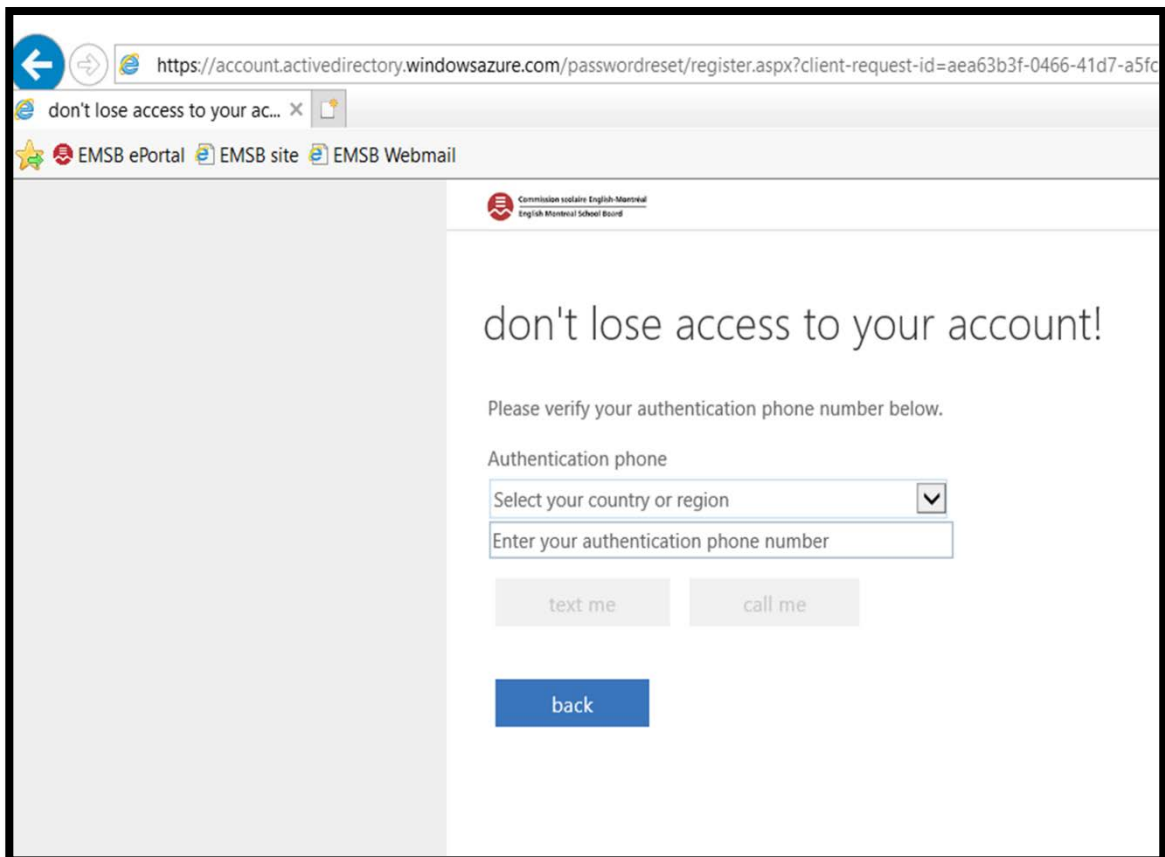 https://account.activedirectory.windowsazure.com/passwordreset/register.aspx?client-request-id=aea63b3f-0466-41d7-a5fc
don't lose access to your ac...
EMSB ePortal EMSB site EMSB Webmail
Commission scolaire English-Montréal
English Montreal School Board
don't lose access to your account!
Please verify your authentication phone number below.
Authentication phone
Select your country or region
Enter your authentication phone number
text me call me
back